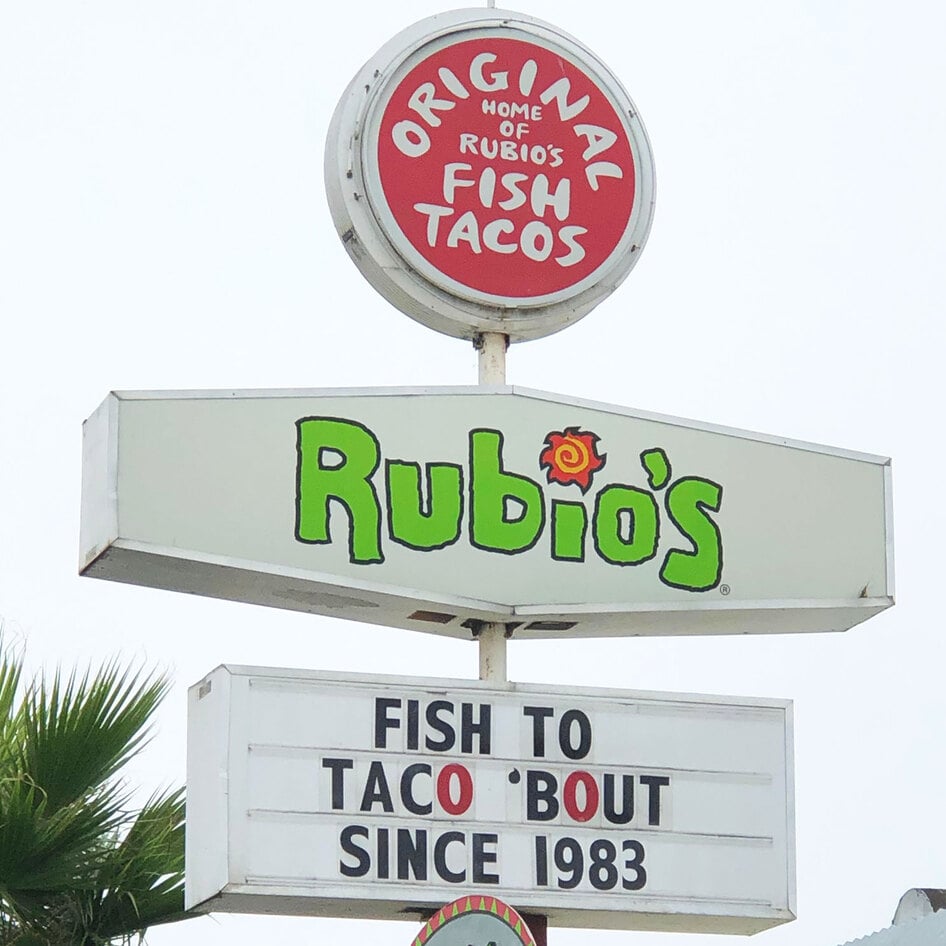 ORIGINAL
HOME
OF
RUBIO'S
FISH
TACOS
Rubio's
®
FISH TO
TACO 'BOUT
SINCE 1983